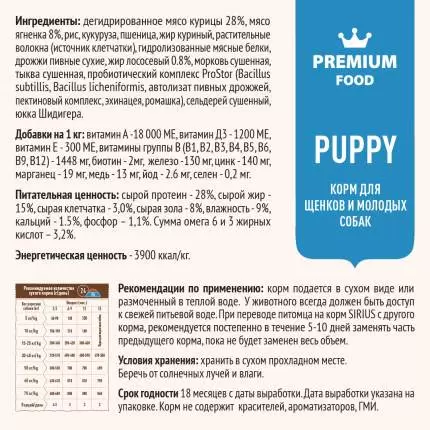 Ингредиенты: дегидрированное мясо курицы 28%, мясо
ягненка 8%, рис, кукуруза, пшеница, жир куриный, растительные
волокна (источник клетчатки), гидролизованные мясные белки,
дрожжи пивные сухие, жир лососевый 0.8%, морковь сушенная,
тыква сушенная, пробиотический комплекс ProStor (Bacillus
subtillis, Bacillus licheniformis, автолизат пивных дрожжей,
пектиновый комплекс, эхинацея, ромашка), сельдерей сушенный,
юкка Шидигера.
Добавки на 1 кг: витамин А -18 000 МЕ, витамин Д3 - 1200 МЕ,
витамин Е - 300 МЕ, витамины группы В (В1, В2, В3, В4, В5, В6,
В9, В12) - 1448 мг, биотин - 2мг, железо -130 мг, цинк - 140 мг,
марганец - 19 мг, медь - 13 мг, йод - 2.6 мг, селен - 0,2 мг.
Питательная ценность: сырой протеин - 28%, сырой жир -
15%, сырая клетчатка - 3,0%, сырая зола - 8%, влажность - 9%,
кальций - 1.5%, фосфор – 1,1%. Сумма омега 6 и 3 жирных
кислот – 3,2%.
Энергетическая ценность - 3900 ккал/кг.
PREMIUM
FOOD
PUPPY
КОРМ ДЛЯ
ЩЕНКОВ И МОЛОДЫХ
СОБАК
Рекомендации по применению: корм подается в сухом виде или
размоченный в теплой воде. У животного всегда должен быть доступ
к свежей питьевой воде. При переводе питомца на корм SIRIUS с другого
корма, рекомендуется постепенно в течение 5-10 дней заменять часть
предыдущего корма, пока не будет заменен весь объем.
Условия хранения: хранить в сухом прохладном месте.
Беречь от солнечных лучей и влаги.
Срок годности 18 месяцев с даты выработки. Дата выработки указана на
упаковке. Корм не содержит красителей, ароматизаторов, ГМИ.